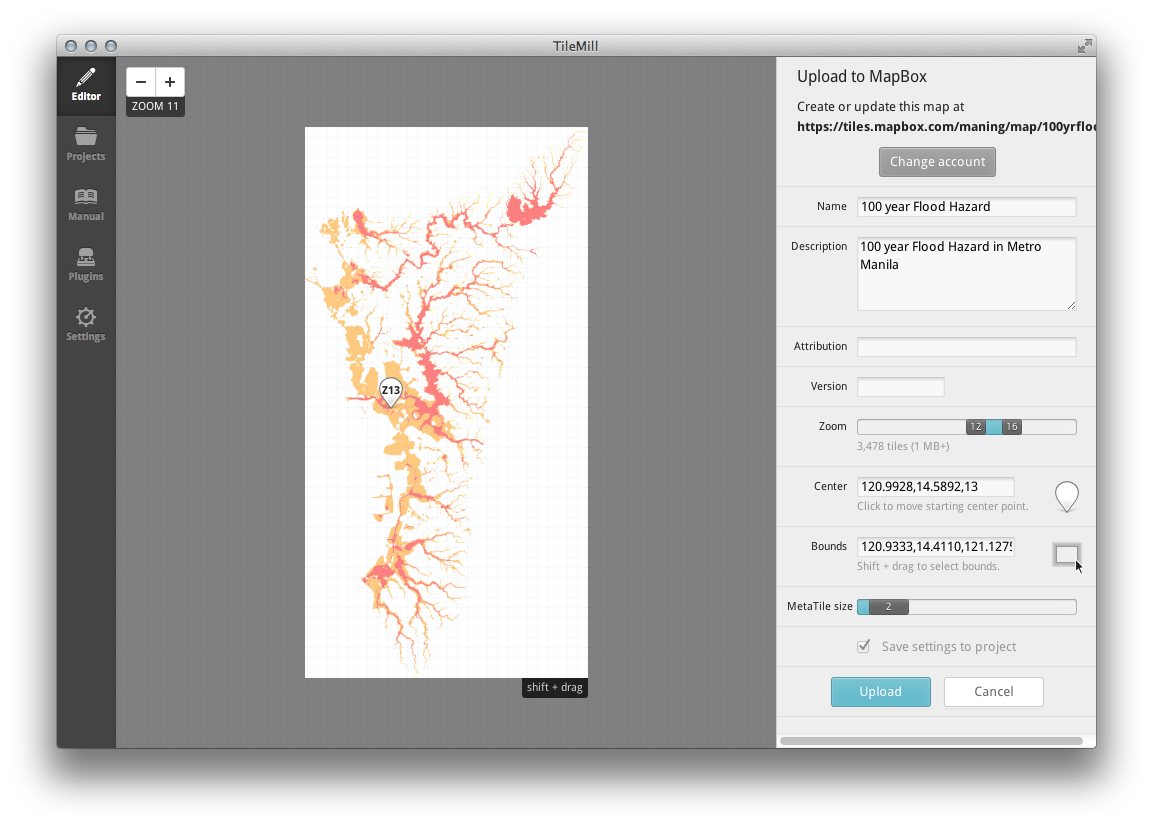 TileMill
Editor
Projects
Manual
Plugins
Settings
− +
ZOOM 11
Z13
shift + drag
Upload to MapBox
Create or update this map at
https://tiles.mapbox.com/maning/map/100yrfloo
Change account
Name 100 year Flood Hazard
Description 100 year Flood Hazard in Metro
Manila
Attribution
Version
Zoom 12 16
3,478 tiles (1 MB+)
Center 120.9928,14.5892,13
Click to move starting center point.
Bounds 120.9333,14.4110,121.1275
Shift + drag to select bounds.
MetaTile size 2
Save settings to project
Upload Cancel